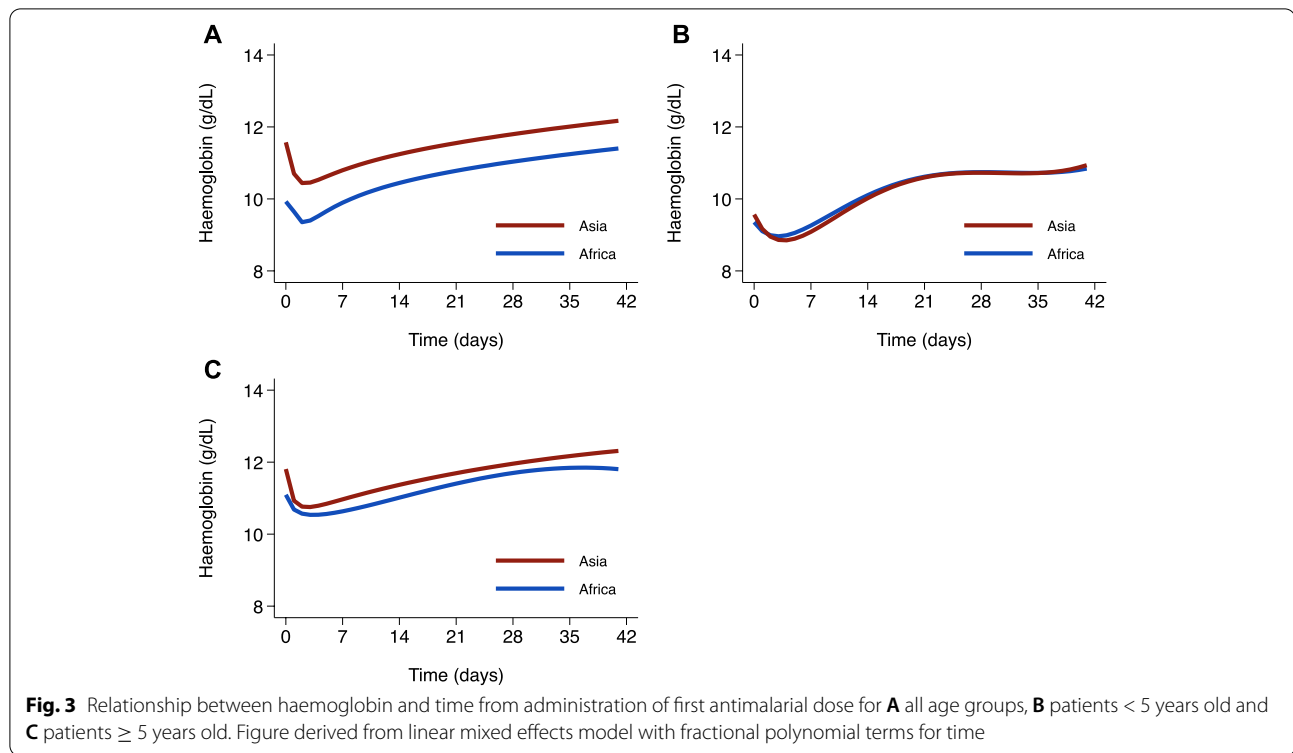 A
14
12
10
8
Haemoglobin (g/dL)
Asia
Africa
0 7 14 21 28 35 42
Time (days)
B
14
12
10
8
Haemoglobin (g/dL)
Asia
Africa
0 7 14 21 28 35 42
Time (days)
C
14
12
10
8
Haemoglobin (g/dL)
Asia
Africa
0 7 14 21 28 35 42
Time (days)
Fig. 3 Relationship between haemoglobin and time from administration of first antimalarial dose for A all age groups, B patients < 5 years old and
C patients ≥ 5 years old. Figure derived from linear mixed effects model with fractional polynomial terms for time